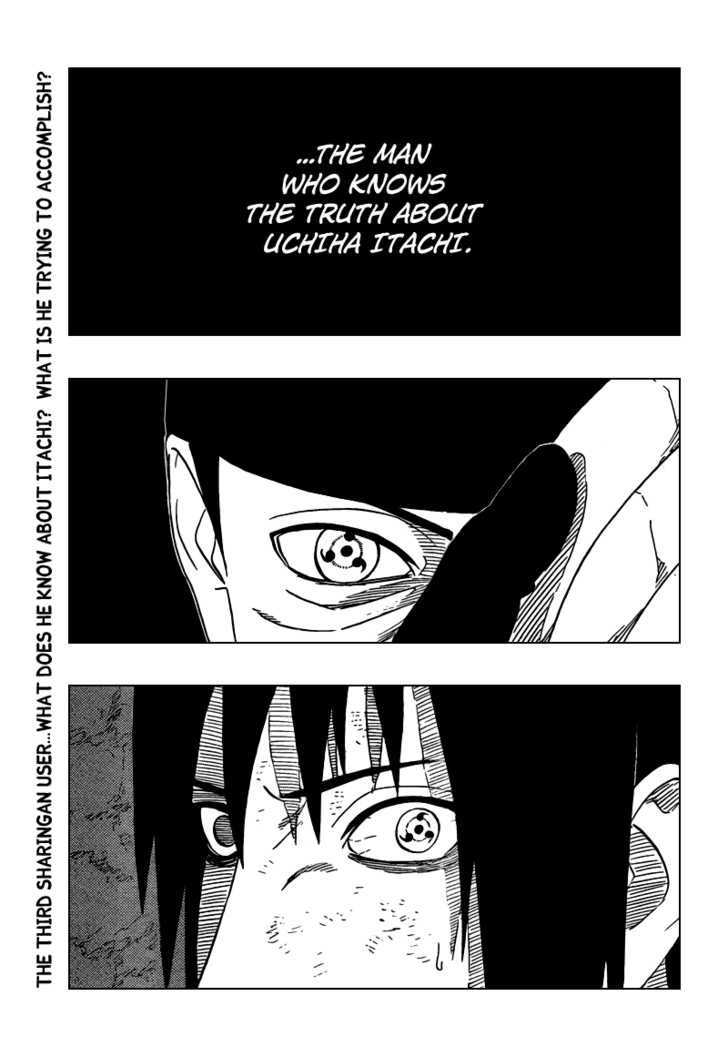 ...THE MAN
WHO KNOWS
THE TRUTH ABOUT
UCHIHA ITACHI.
THE THIRD SHARINGAN USER... WHAT DOES HE KNOW ABOUT ITACHI? WHAT IS HE TRYING TO ACCOMPLISH?